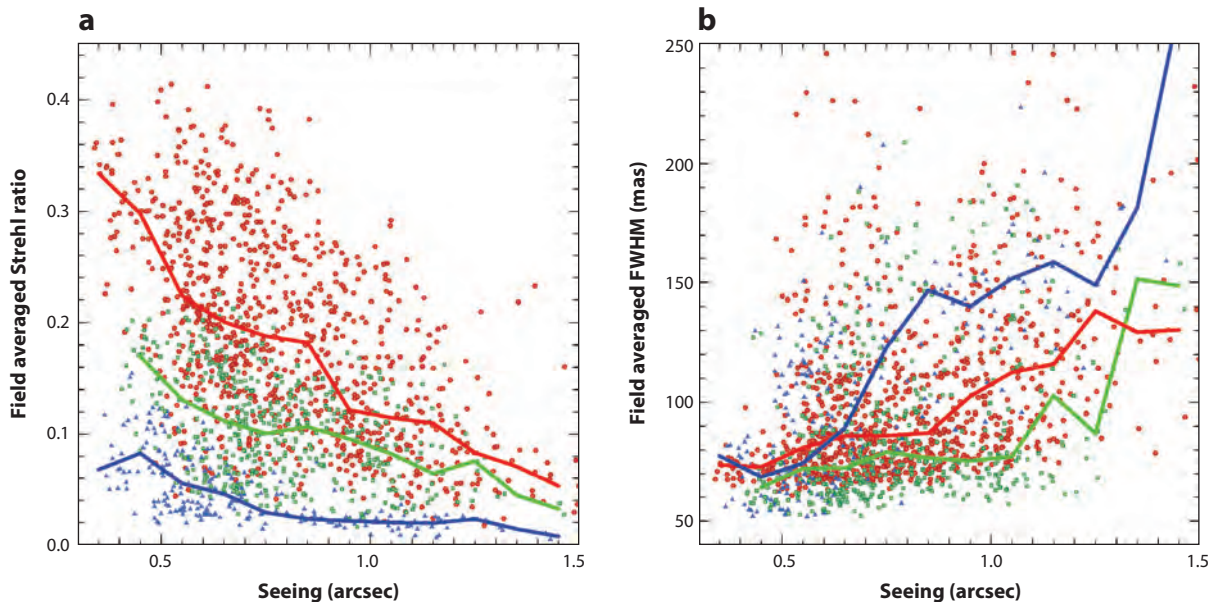 a
b
0.4
0.3
0.2
0.1
0.0
Field averaged Strehl ratio
0.5
1.0
1.5
Seeing (arcsec)
250
200
150
100
50
Field averaged FWHM (mas)
0.5
1.0
1.5
Seeing (arcsec)